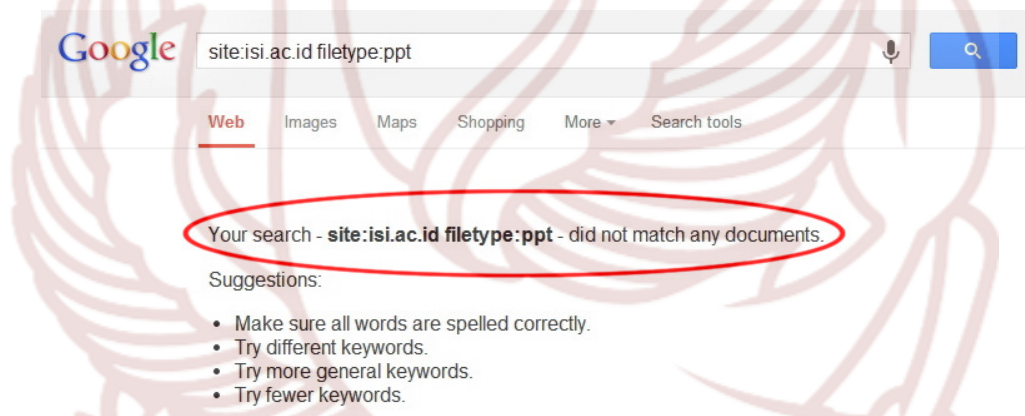 Google site:isi.ac.id filetype:ppt
Web Images Maps Shopping More Search tools
Your search - site:isi.ac.id filetype:ppt - did not match any documents.
Suggestions:
• Make sure all words are spelled correctly.
• Try different keywords.
• Try more general keywords.
• Try fewer keywords.